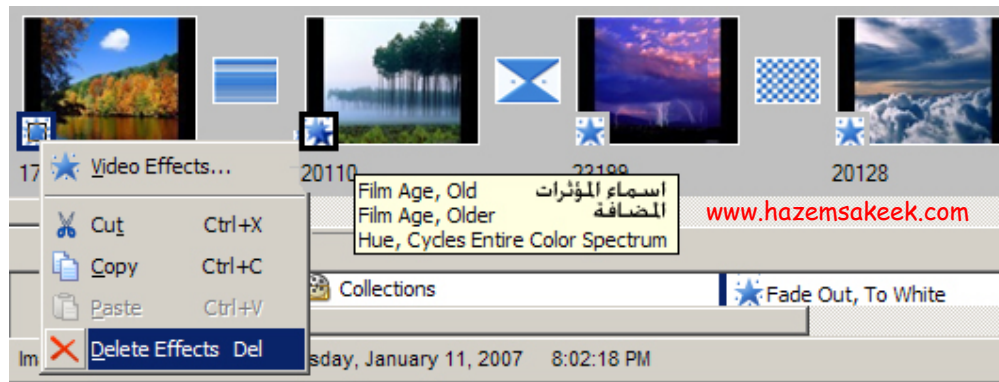 17
Video Effects...
20110
22199
20128
Film Age, Old اسماء المؤثرات
Film Age, Older المضافة
Hue, Cycles Entire Color Spectrum
www.hazemsakeek.com
Cut Ctrl+X
Copy Ctrl+C
Paste Ctrl+V
Delete Effects Del
Collections
Fade Out, To White
Im
sday, January 11, 2007 8:02:18 PM